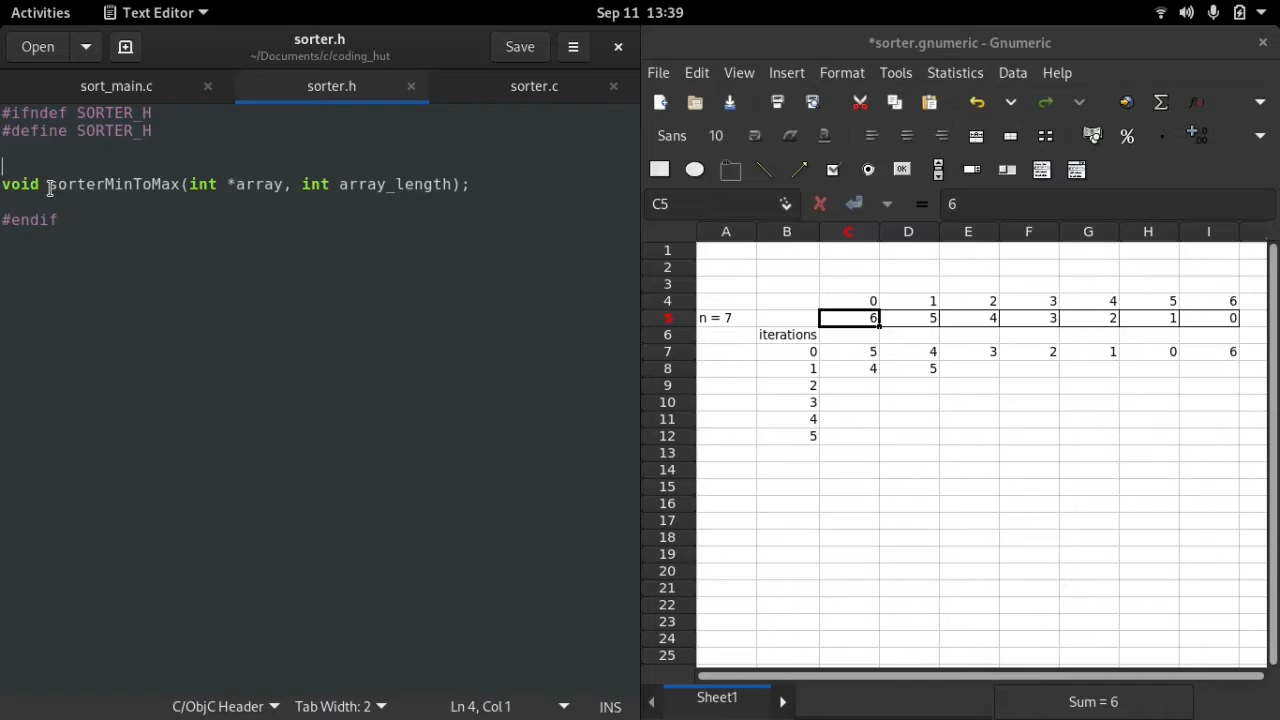 Activities
Text Editor
Sep 11 13:39
Open
sorter.h
~/Documents/c/coding_hut
Save
sort_main.c
sorter.h
sorter.c
#ifndef SORTER_H
#define SORTER_H
void sorterMinToMax(int *array, int array_length);
#endif
C/ObjC Header
Tab Width: 2
Ln 4, Col 1
INS
*sorter.gnumeric - Gnumeric
File Edit View Insert Format Tools Statistics Data Help
Sans 10
%
OK
INT
C5 = 6
A B C D E F G H I
1
2
3
4 0 1 2 3 4 5 6
5 n = 7 6 5 4 3 2 1 0
6 iterations
7 0 5 4 3 2 1 0 6
8 1 4 5
9 2
10 3
11 4
12 5
13
14
15
16
17
18
19
20
21
22
23
24
25
Sheet1
Sum = 6